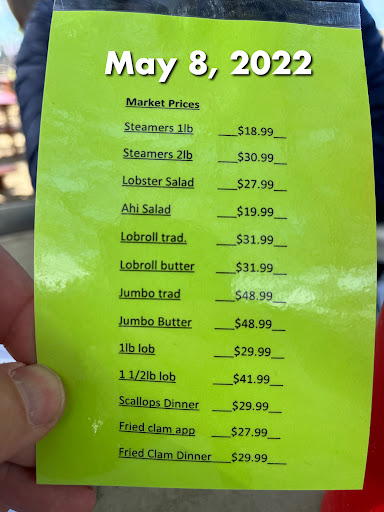 May 8, 2022
Market Prices
Steamers 1lb ___$18.99__
Steamers 2lb ___$30.99__
Lobster Salad ___$27.99__
Ahi Salad ___$19.99__
Lobroll trad. ___$31.99__
Lobroll butter ___$31.99__
Jumbo trad ___$48.99__
Jumbo Butter ___$48.99__
1lb lob ___$29.99__
1 1/2lb lob ___$41.99__
Scallops Dinner ___$29.99__
Fried clam app ___$27.99__
Fried Clam Dinner ___$29.99___